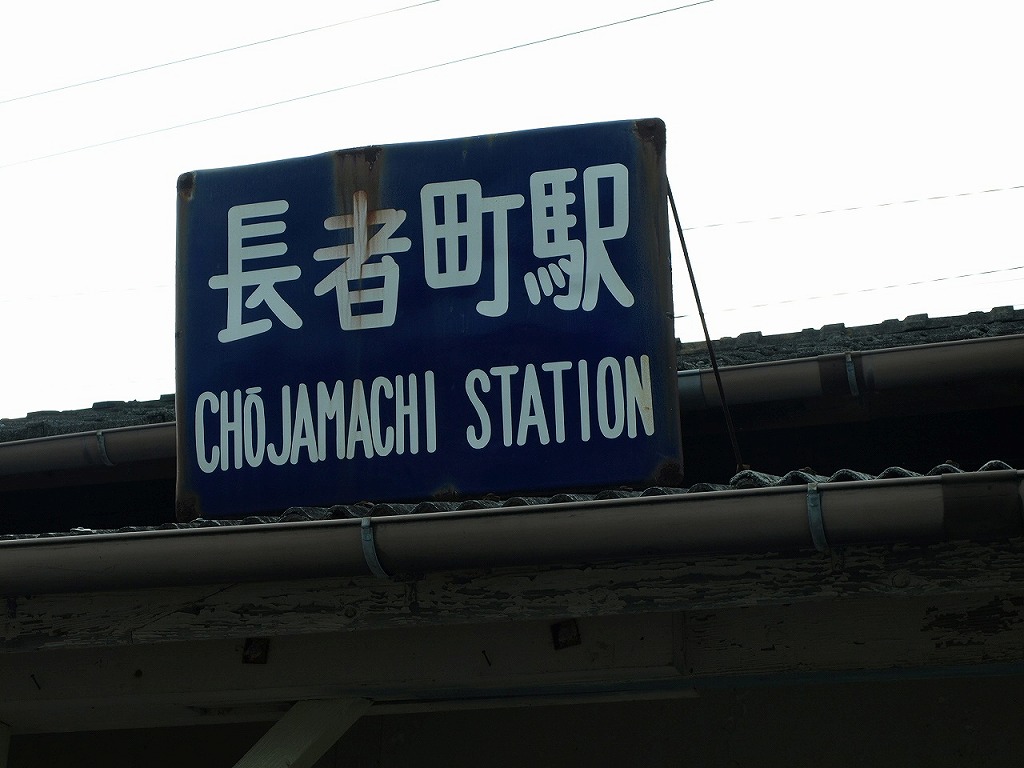 長者町駅
CHŌJAMACHI STATION